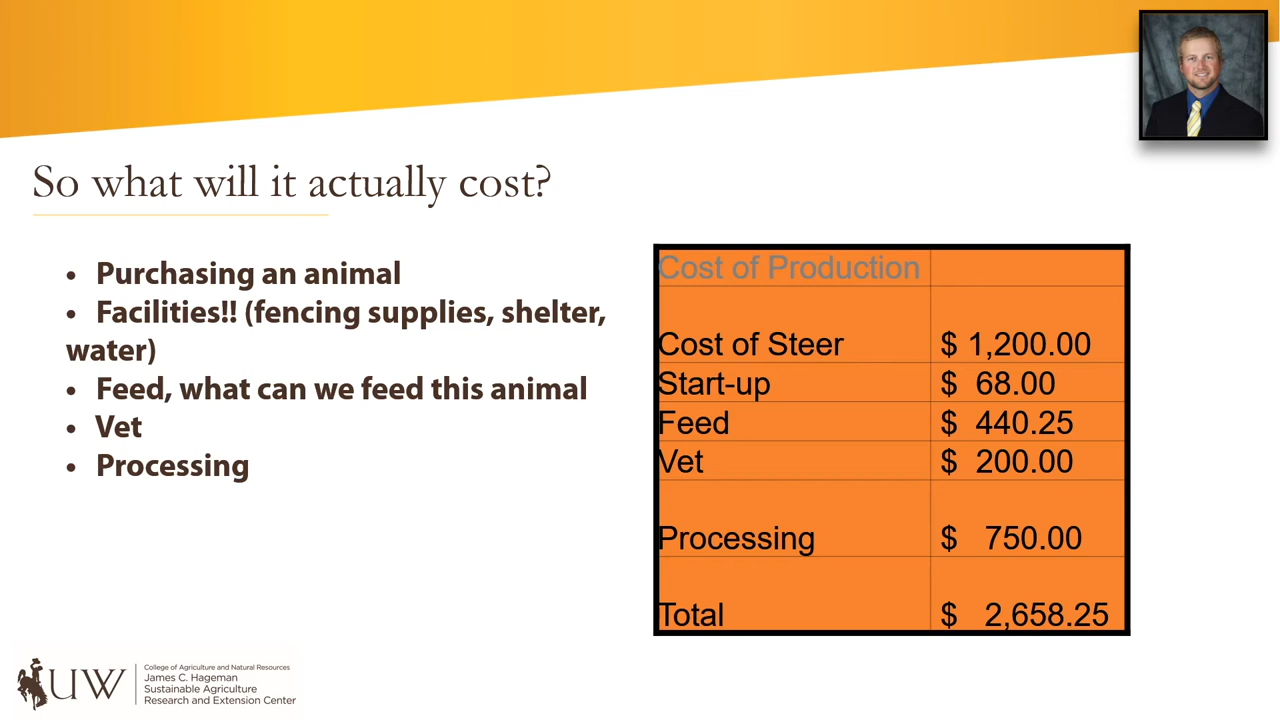 So what will it actually cost?
• Purchasing an animal
• Facilities!! (fencing supplies, shelter,
water)
• Feed, what can we feed this animal
• Vet
• Processing
Cost of Production
Cost of Steer $ 1,200.00
Start-up $ 68.00
Feed $ 440.25
Vet $ 200.00
Processing $ 750.00
Total $ 2,658.25
UW
College of Agriculture and Natural Resources
James C. Hageman
Sustainable Agriculture
Research and Extension Center